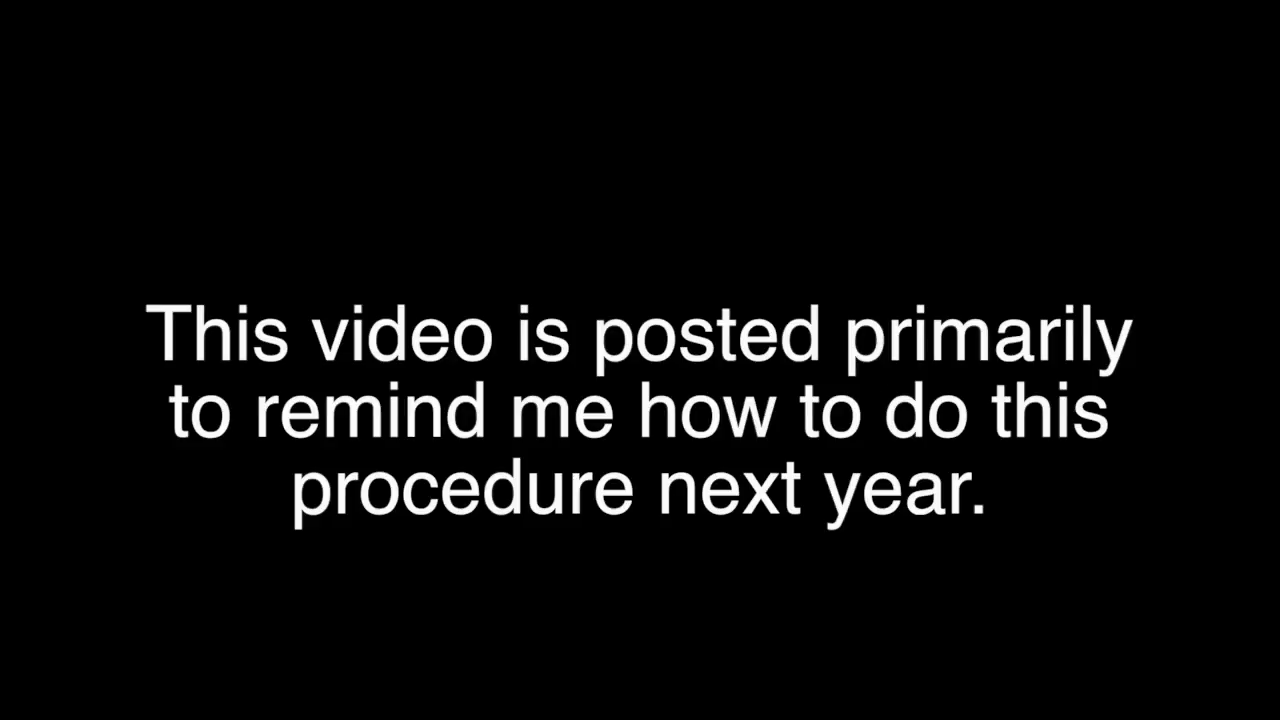 This video is posted primarily
to remind me how to do this
procedure next year.